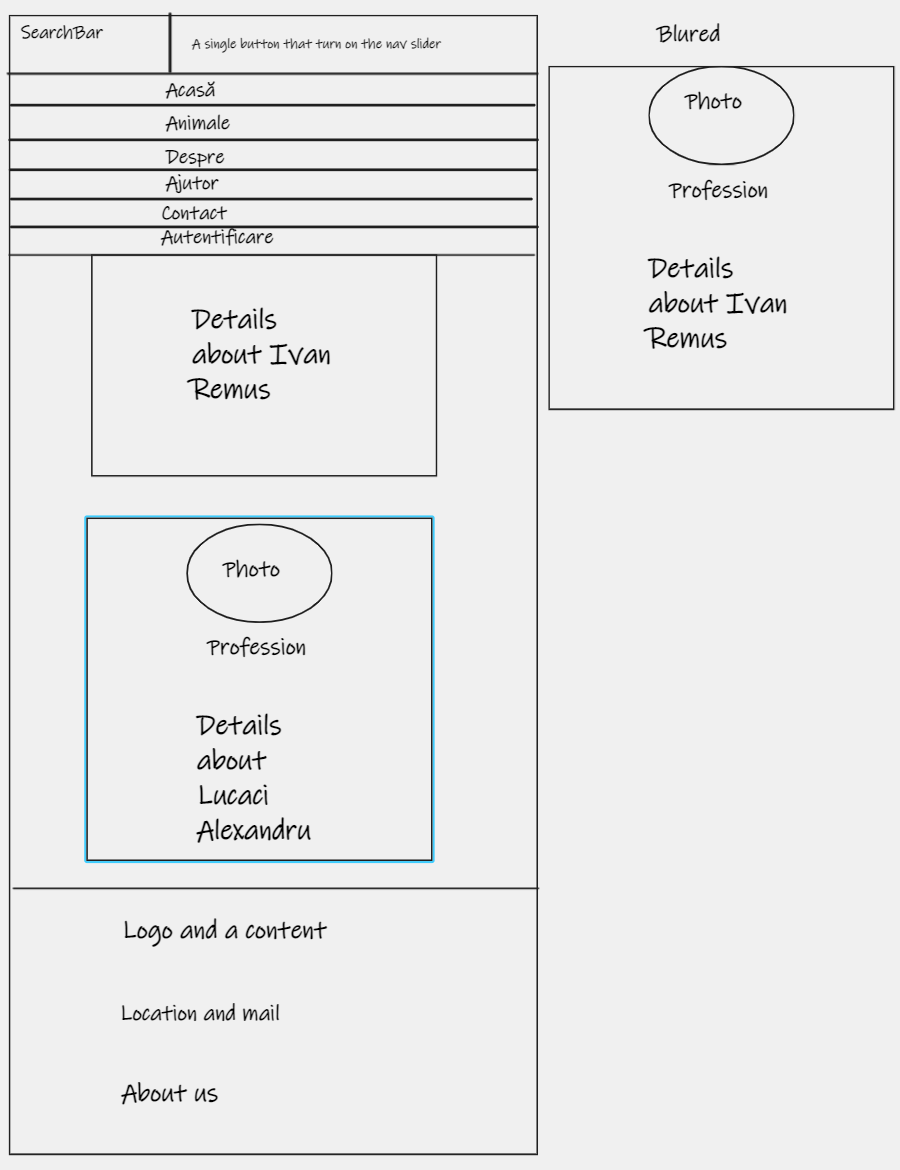 SearchBar
A single button that turn on the nav slider
Acasă
Animale
Despre
Ajutor
Contact
Autentificare
Details
about Ivan
Remus
Photo
Profession
Details
about
Lucaci
Alexandru
Logo and a content
Location and mail
About us
Blured
Photo
Profession
Details
about Ivan
Remus